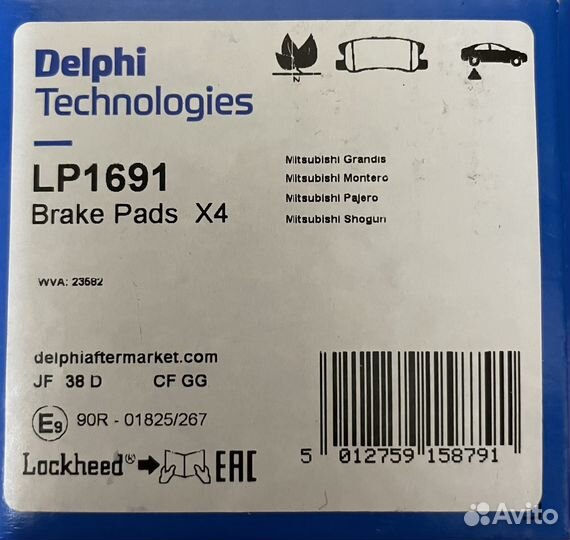 Delphi
Technologies
N
LP1691
Brake Pads X4
Mitsubishi Grandis
Mitsubishi Montero
Mitsubishi Pajero
Mitsubishi Shogun
WVA: 23582
delphiaftermarket.com
JF 38 D CF GG
E9 90R - 01825/267
Lockheed® EAC
5 012759 158791
Avito